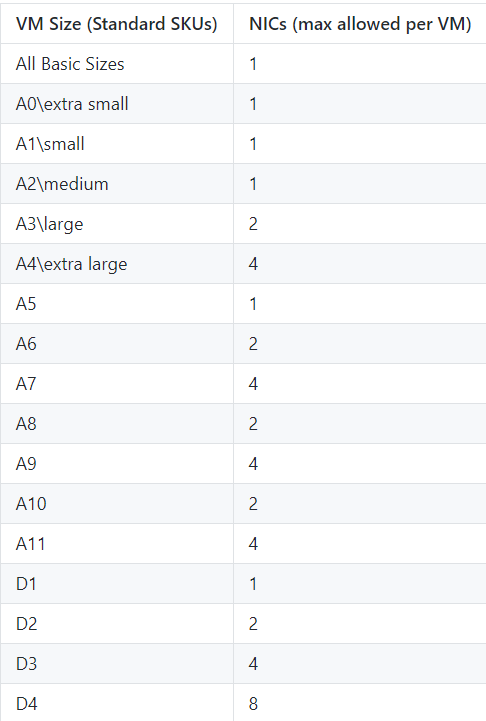 VM Size (Standard SKUs) NICs (max allowed per VM)
All Basic Sizes 1
A0\extra small 1
A1\small 1
A2\medium 1
A3\large 2
A4\extra large 4
A5 1
A6 2
A7 4
A8 2
A9 4
A10 2
A11 4
D1 1
D2 2
D3 4
D4 8